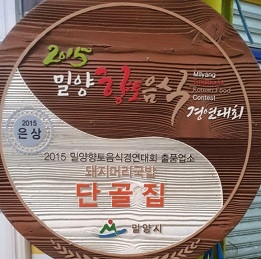 2015
밀양향토음식
Milyang
Korean Food
Contest
경연대회
2015
은상
2015 밀양향토음식경연대회 출품업소
돼지머리국밥
단골집
밀양시